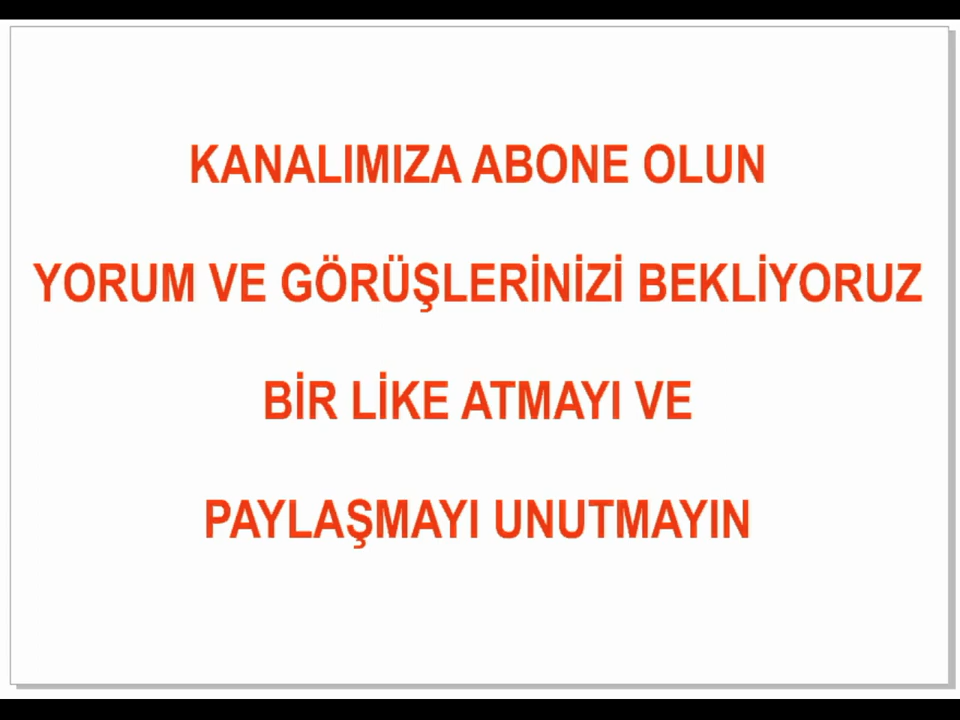 KANALIMIZA ABONE OLUN
YORUM VE GÖRÜŞLERİNİZİ BEKLİYORUZ
BİR LİKE ATMAYI VE
PAYLAŞMAYI UNUTMAYIN